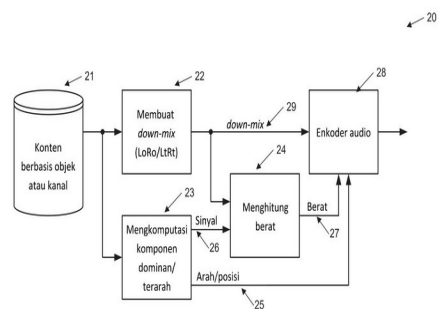 20
21
22
28
Konten
berbasis objek
atau kanal
Membuat
down-mix
(LoRo/LtRt)
29
down-mix
Enkoder audio
24
Menghitung
berat
23
Mengkomputasi
komponen
dominan/
terarah
Sinyal
26
Berat
27
Arah/posisi
25